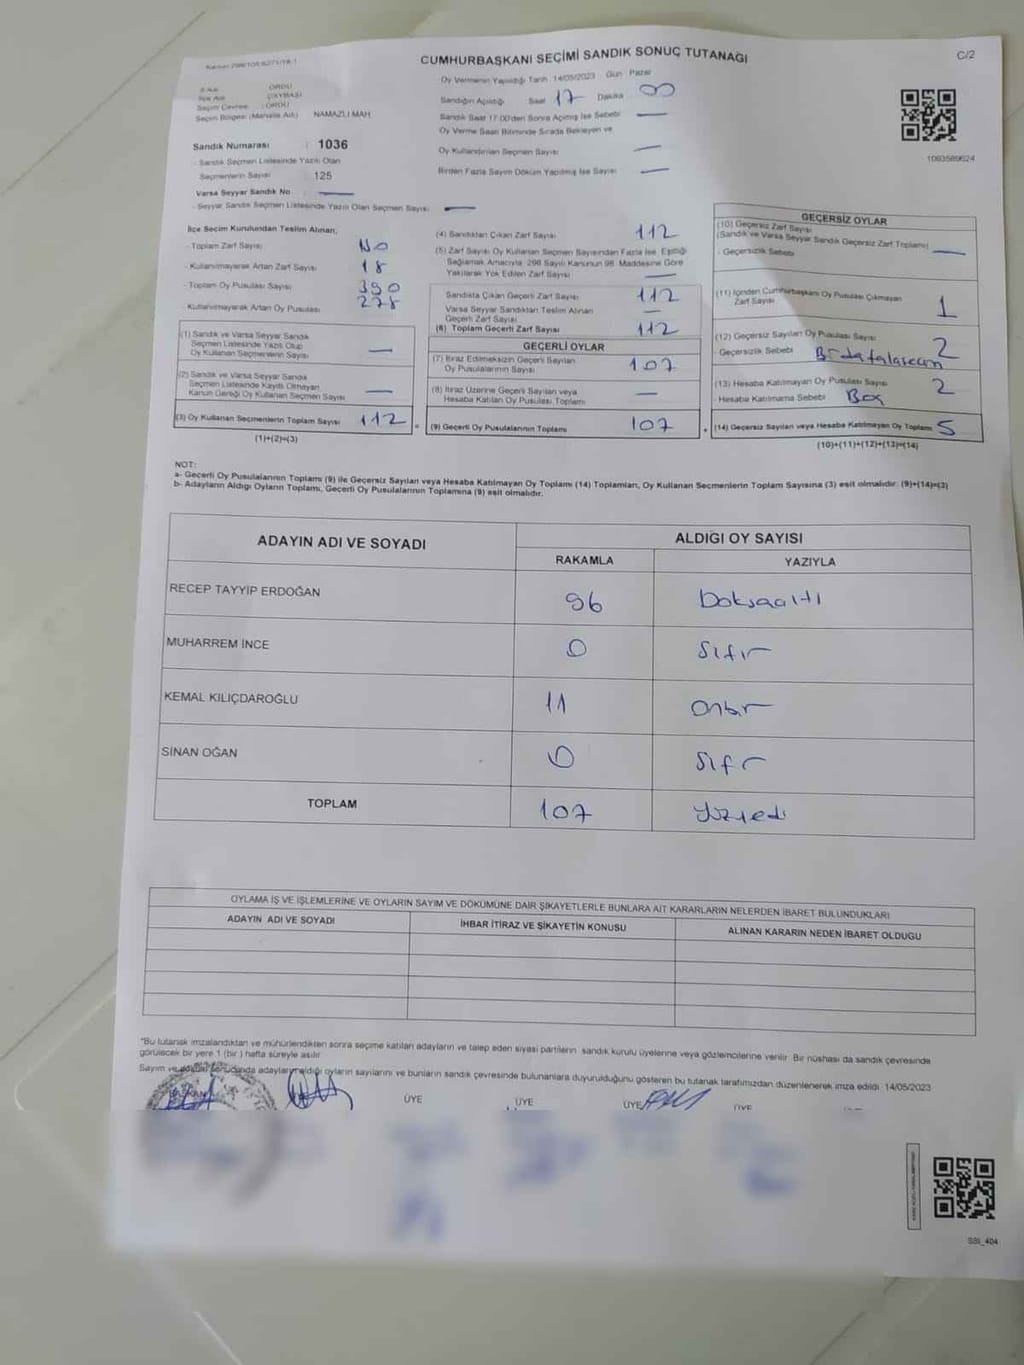 C/2
CUMHURBAŞKANI SEÇİMİ SANDIK SONUÇ TUTANAĞI
Oy Vermenin Yapıldığı Tarih :14/05/2023 Gün : Pazar
Sandığın Açıldığı Saat 17 Dakika 00
Sandık Saat 17.00'den Sonra Açılmış İse Sebebi —
Oy Verme Saati Bitiminde Sırada Bekleyen ve
Oy Kullandırılan Seçmen Sayısı —
Birden Fazla Sayım Döküm Yapılmış İse Sayısı —
İl Adı : ORDU
İlçe Adı
Seçim Çevresi : ORDU
Seçim Bölgesi (Mahalle Adı) NAMAZLI MAH.
Sandık Numarası : 1036
- Sandık Seçmen Listesinde Yazılı Olan
Seçmenlerin Sayısı : 125
Varsa Seyyar Sandık No : —
- Seyyar Sandık Seçmen Listesinde Yazılı Olan Seçmen Sayısı : —
1093589624
İlçe Seçim Kurulundan Teslim Alınan;
- Toplam Zarf Sayısı
- Kullanılmayarak Artan Zarf Sayısı 18
- Toplam Oy Pusulası Sayısı 390
- Kullanılmayarak Artan Oy Pusulası 278
(1) Sandık ve Varsa Seyyar Sandık
Seçmen Listesinde Yazılı Olup
Oy Kullanan Seçmenlerin Sayısı —
(2) Sandık ve Varsa Seyyar Sandık
Seçmen Listesinde Kayıtlı Olmayan
Kanun Gereği Oy Kullanan Seçmen Sayısı —
(3) Oy Kullanan Seçmenlerin Toplam Sayısı 112
(1)+(2)=(3)
(4) Sandıktan Çıkan Zarf Sayısı 112
(5) Zarf Sayısı Oy Kullanan Seçmen Sayısından Fazla İse, Eşitliği
Sağlamak Amacıyla, 298 Sayılı Kanunun 98. Maddesine Göre
Yakılarak Yok Edilen Zarf Sayısı —
Sandıkta Çıkan Geçerli Zarf Sayısı 112
Varsa Seyyar Sandıktan Teslim Alınan
Geçerli Zarf Sayısı —
(6) Toplam Geçerli Zarf Sayısı 112
GEÇERLİ OYLAR
(7) İtiraz Edilmeksizin Geçerli Sayılan
Oy Pusulalarının Sayısı 107
(8) İtiraz Üzerine Geçerli Sayılan veya
Hesaba Katılan Oy Pusulası Toplamı —
(9) Geçerli Oy Pusulalarının Toplamı 107
GEÇERSİZ OYLAR
(10) Geçersiz Zarf Sayısı
(Sandık ve Varsa Seyyar Sandık Geçersiz Zarf Toplamı) —
- Geçersizlik Sebebi
(11) İçinden Cumhurbaşkanı Oy Pusulası Çıkmayan
Zarf Sayısı 1
(12) Geçersiz Sayılan Oy Pusulası Sayısı 2
- Geçersizlik Sebebi
(13) Hesaba Katılmayan Oy Pusulası Sayısı 2
- Hesaba Katılmama Sebebi Boş
(14) Geçersiz Sayılan veya Hesaba Katılmayan Oy Toplamı 5
(10)+(11)+(12)+(13)=(14)
NOT:
a- Geçerli Oy Pusulalarının Toplamı (9) ile Geçersiz Sayılan veya Hesaba Katılmayan Oy Toplamı (14) Toplamları, Oy Kullanan Seçmenlerin Toplam Sayısına (3) eşit olmalıdır. (9)+(14)=(3)
b- Adayların Aldığı Oyların Toplamı, Geçerli Oy Pusulalarının Toplamına (9) eşit olmalıdır.
ADAYIN ADI VE SOYADI ALDIĞI OY SAYISI
RAKAMLA YAZIYLA
RECEP TAYYİP ERDOĞAN 96 Doksanaltı
MUHARREM İNCE 0 Sıfır
KEMAL KILIÇDAROĞLU 11 Onbir
SİNAN OĞAN 0 Sıfır
TOPLAM 107 Yüzyedi
OYLAMA İŞ VE İŞLEMLERİNE VE OYLARIN SAYIM VE DÖKÜMÜNE DAİR ŞİKAYETLERLE BUNLARA AİT KARARLARIN NELERDEN İBARET BULUNDUKLARI
ADAYIN ADI VE SOYADI İHBAR İTİRAZ VE ŞİKAYETİN KONUSU ALINAN KARARIN NEDEN İBARET OLDUĞU
"Bu tutanak imzalandıktan ve mühürlendikten sonra seçime katılan adayların ve talep eden siyasi partilerin sandık kurulu üyelerine veya gözlemcilerine verilir. Bir nüshası da sandık çevresinde
görülecek bir yere 1 (bir) hafta süreyle asılır.
Sayım ve döküm sonucunda adayların aldığı oyların sayılarını ve bunların sandık çevresinde bulunanlara duyurulduğunu gösteren bu tutanak tarafımızdan düzenlenerek imza edildi. 14/05/2023
BAŞKAN ÜYE ÜYE ÜYE ÜYE
SSI_404